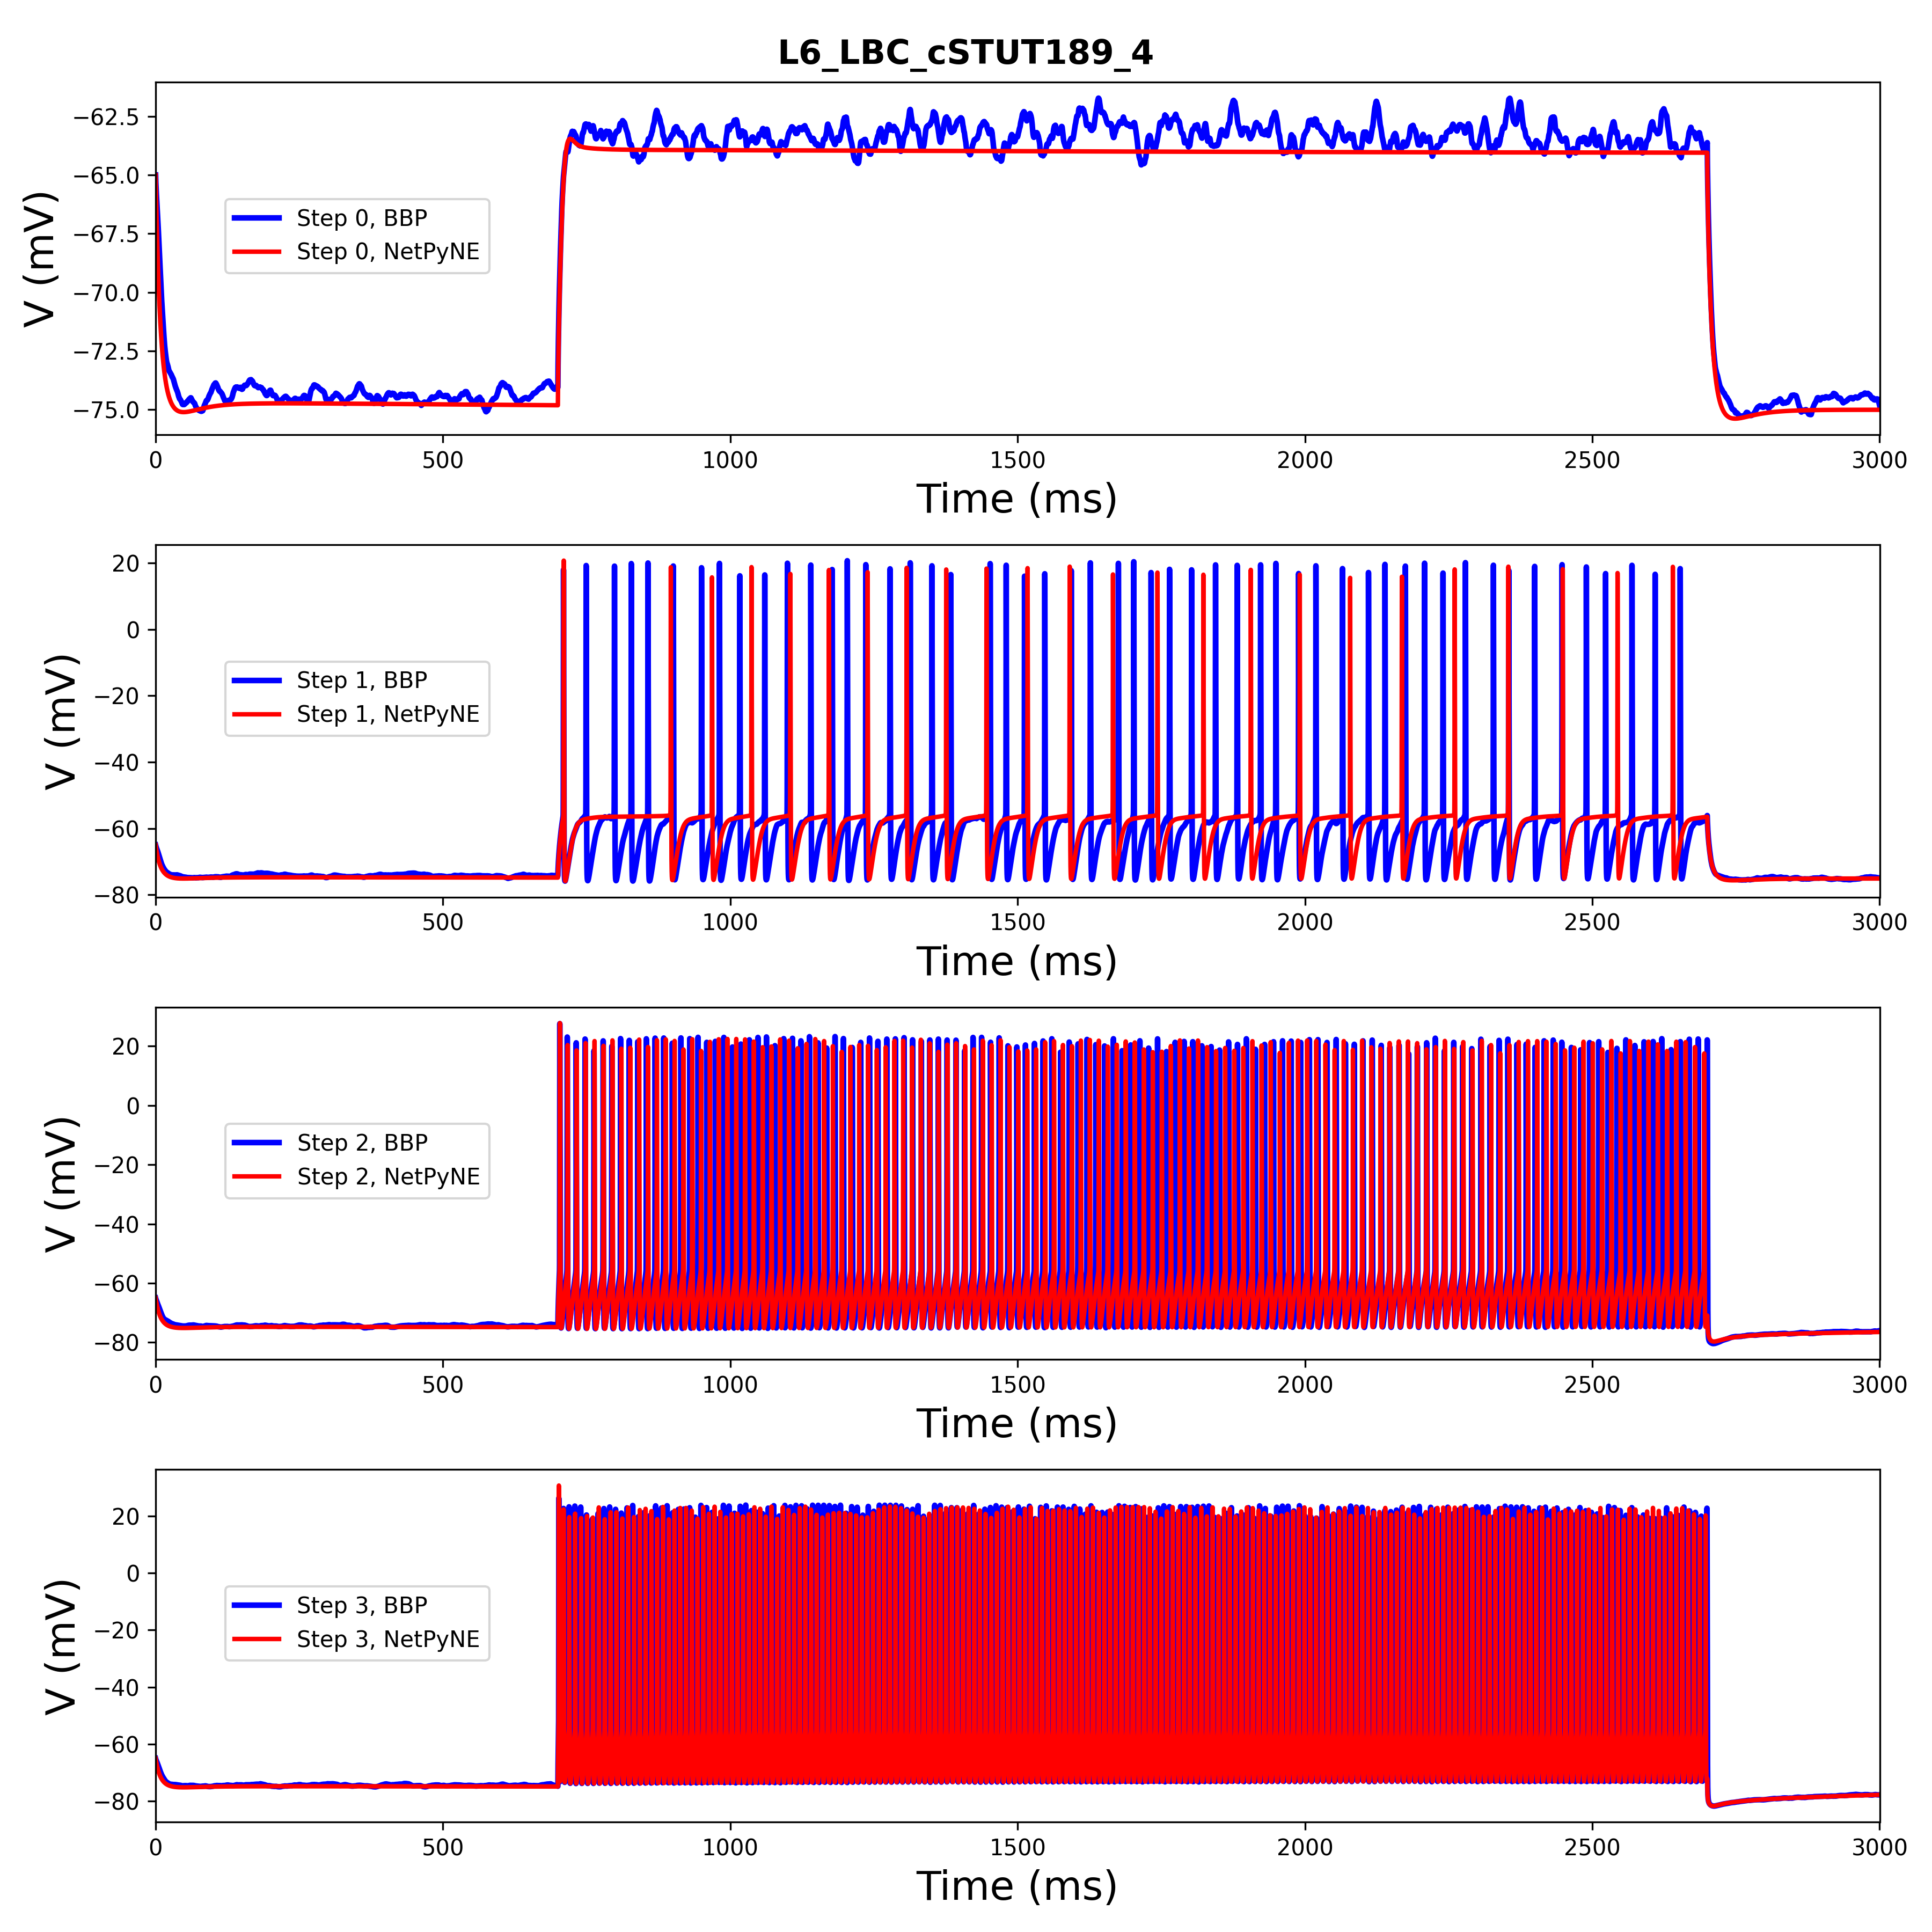 L6_LBC_cSTUT189_4
−62.5
−65.0
−67.5
−70.0
−72.5
−75.0
V (mV)
Step 0, BBP
Step 0, NetPyNE
0 500 1000 1500 2000 2500 3000
Time (ms)
20
0
−20
−40
−60
−80
V (mV)
Step 1, BBP
Step 1, NetPyNE
0 500 1000 1500 2000 2500 3000
Time (ms)
20
0
−20
−40
−60
−80
V (mV)
Step 2, BBP
Step 2, NetPyNE
0 500 1000 1500 2000 2500 3000
Time (ms)
20
0
−20
−40
−60
−80
V (mV)
Step 3, BBP
Step 3, NetPyNE
0 500 1000 1500 2000 2500 3000
Time (ms)